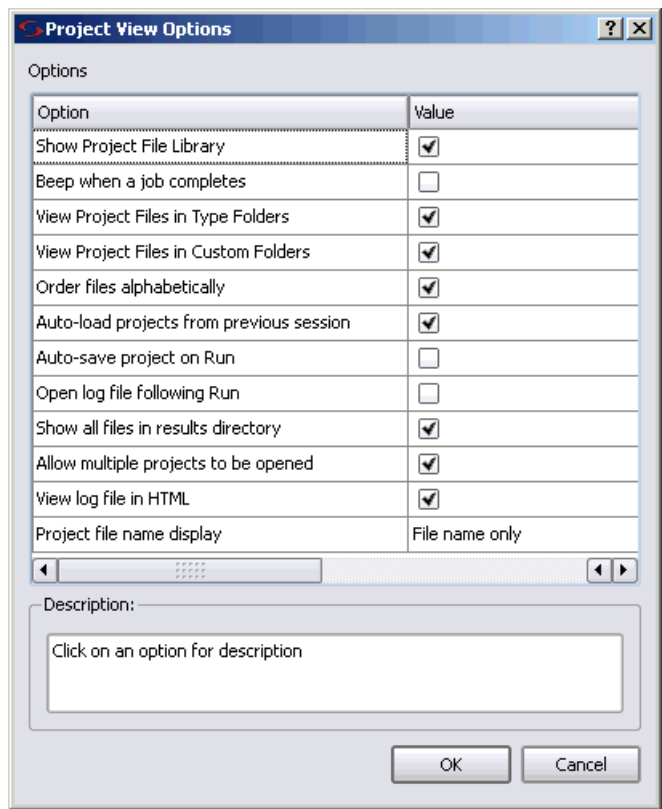 Project View Options
Options
Option Value
Show Project File Library
Beep when a job completes
View Project Files in Type Folders
View Project Files in Custom Folders
Order files alphabetically
Auto-load projects from previous session
Auto-save project on Run
Open log file following Run
Show all files in results directory
Allow multiple projects to be opened
View log file in HTML
Project file name display File name only
Description:
Click on an option for description
OK Cancel